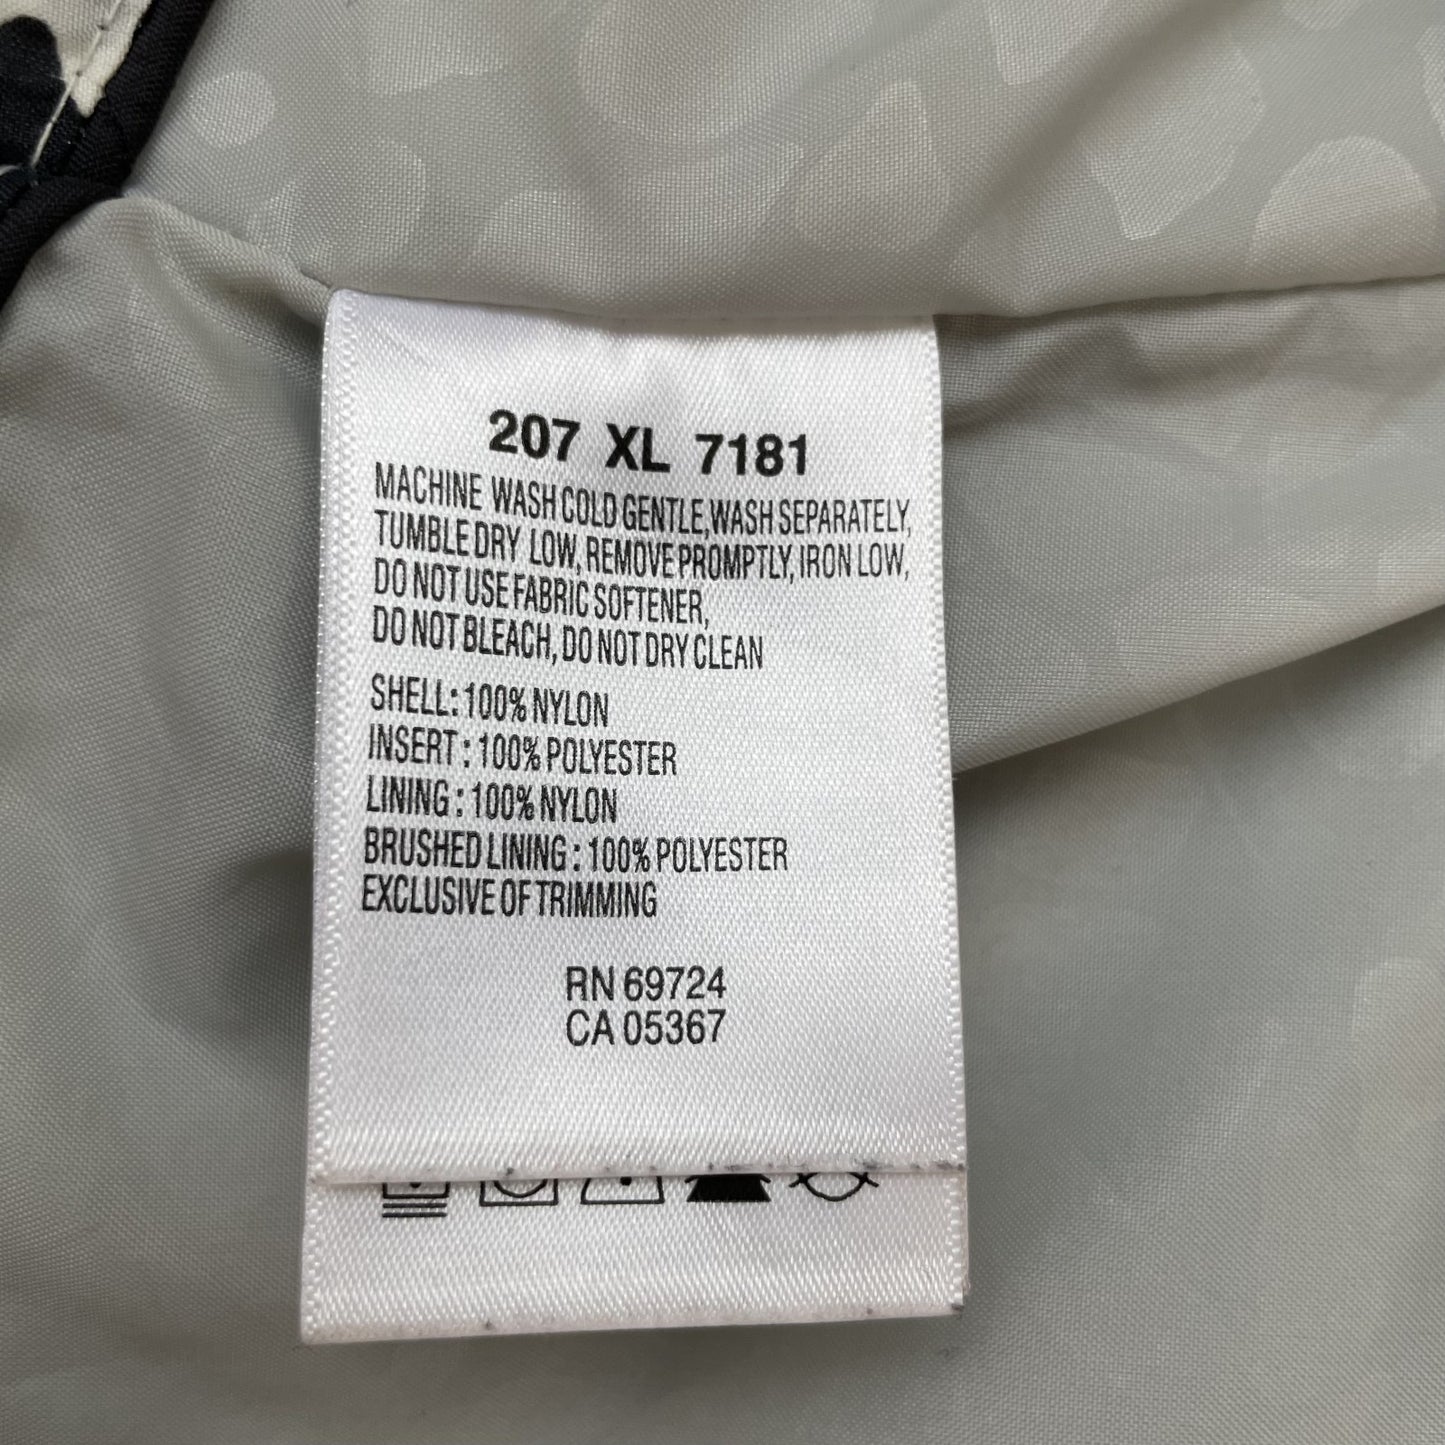 207 XL 7181
MACHINE WASH COLD GENTLE, WASH SEPARATELY,
TUMBLE DRY LOW, REMOVE PROMPTLY, IRON LOW,
DO NOT USE FABRIC SOFTENER,
DO NOT BLEACH, DO NOT DRY CLEAN
SHELL: 100% NYLON
INSERT : 100% POLYESTER
LINING : 100% NYLON
BRUSHED LINING : 100% POLYESTER
EXCLUSIVE OF TRIMMING
RN 69724
CA 05367